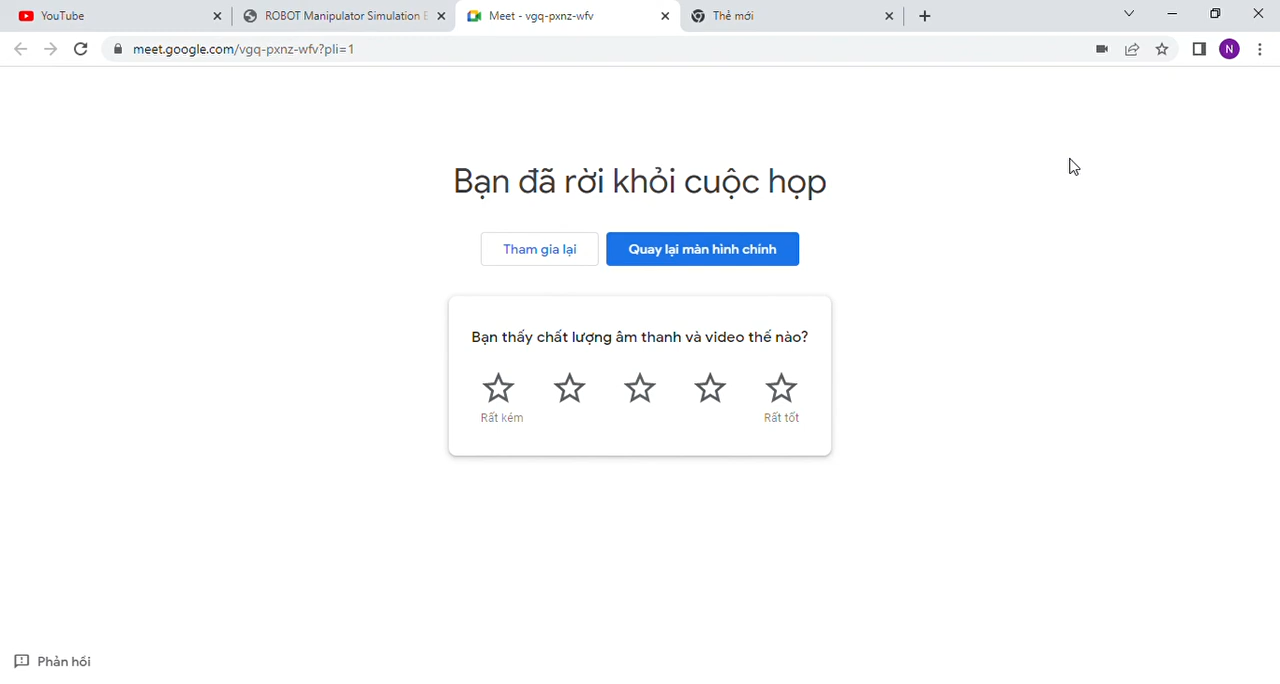 YouTube
ROBOT Manipulator Simulation E
Meet - vgq-pxnz-wfv
Thẻ mới
meet.google.com/vgq-pxnz-wfv?pli=1
N
Bạn đã rời khỏi cuộc họp
Tham gia lại
Quay lại màn hình chính
Bạn thấy chất lượng âm thanh và video thế nào?
Rất kém
Rất tốt
Phản hồi